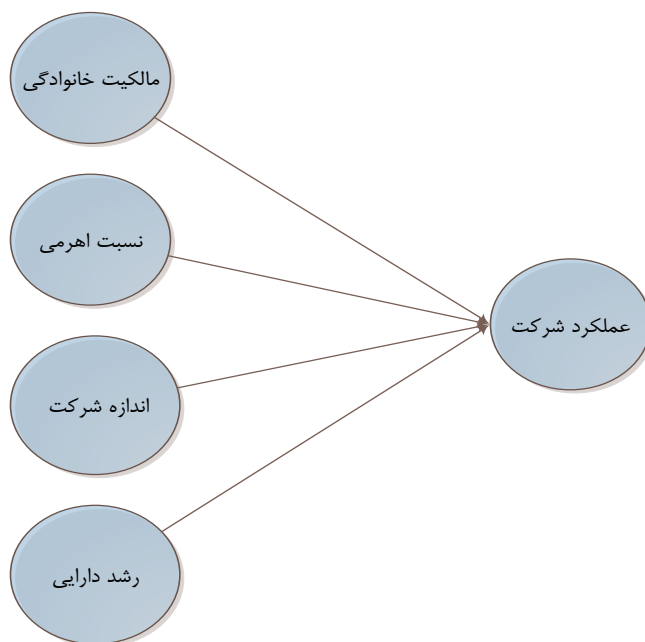 مالکیت خانوادگی
نسبت اهرمی
عملکرد شرکت
اندازه شرکت
رشد دارایی